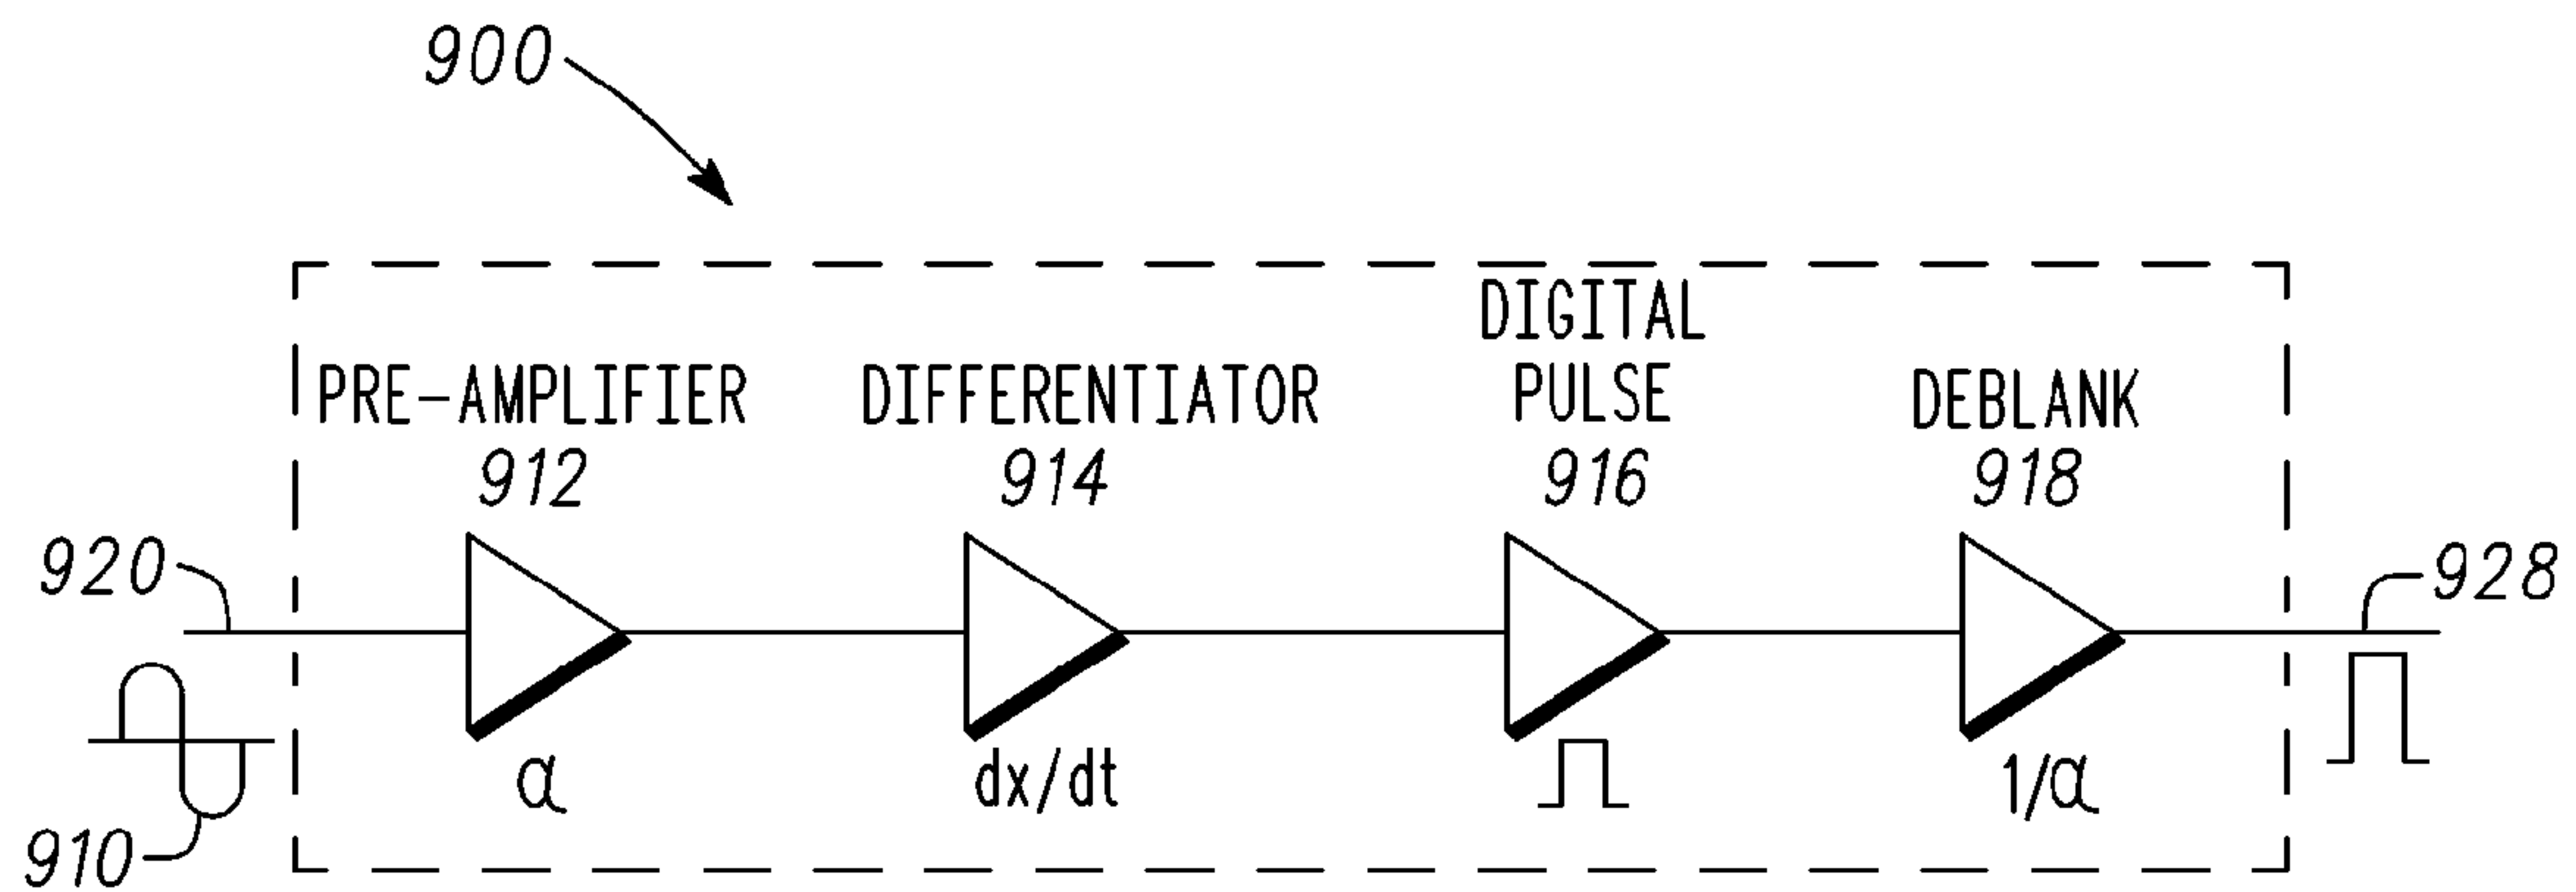 900
DIGITAL
PRE-AMPLIFIER DIFFERENTIATOR PULSE DEBLANK
912 914 916 918
920 928
α dx/dt 1/α
910